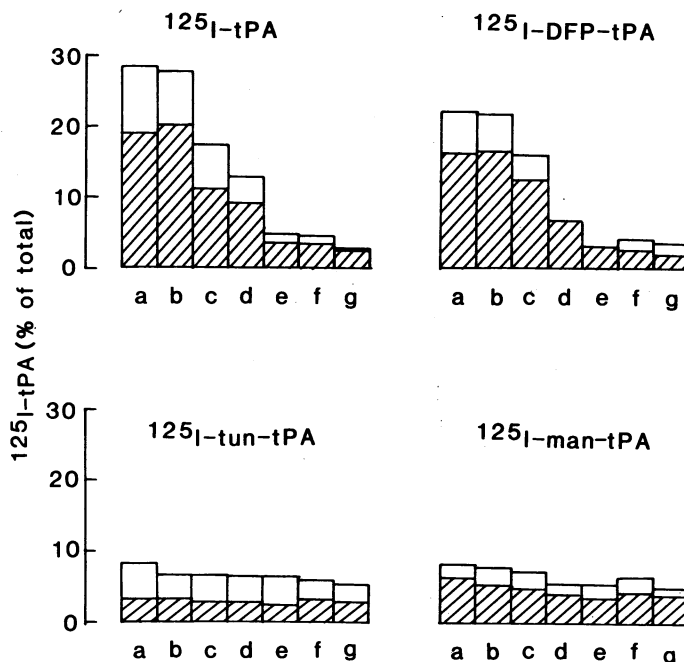 ¹²⁵I-tPA
¹²⁵I-DFP-tPA
30
20
10
0
a b c d e f g
a b c d e f g
¹²⁵I-tPA (% of total)
¹²⁵I-tun-tPA
¹²⁵I-man-tPA
30
20
10
0
a b c d e f g
a b c d e f g